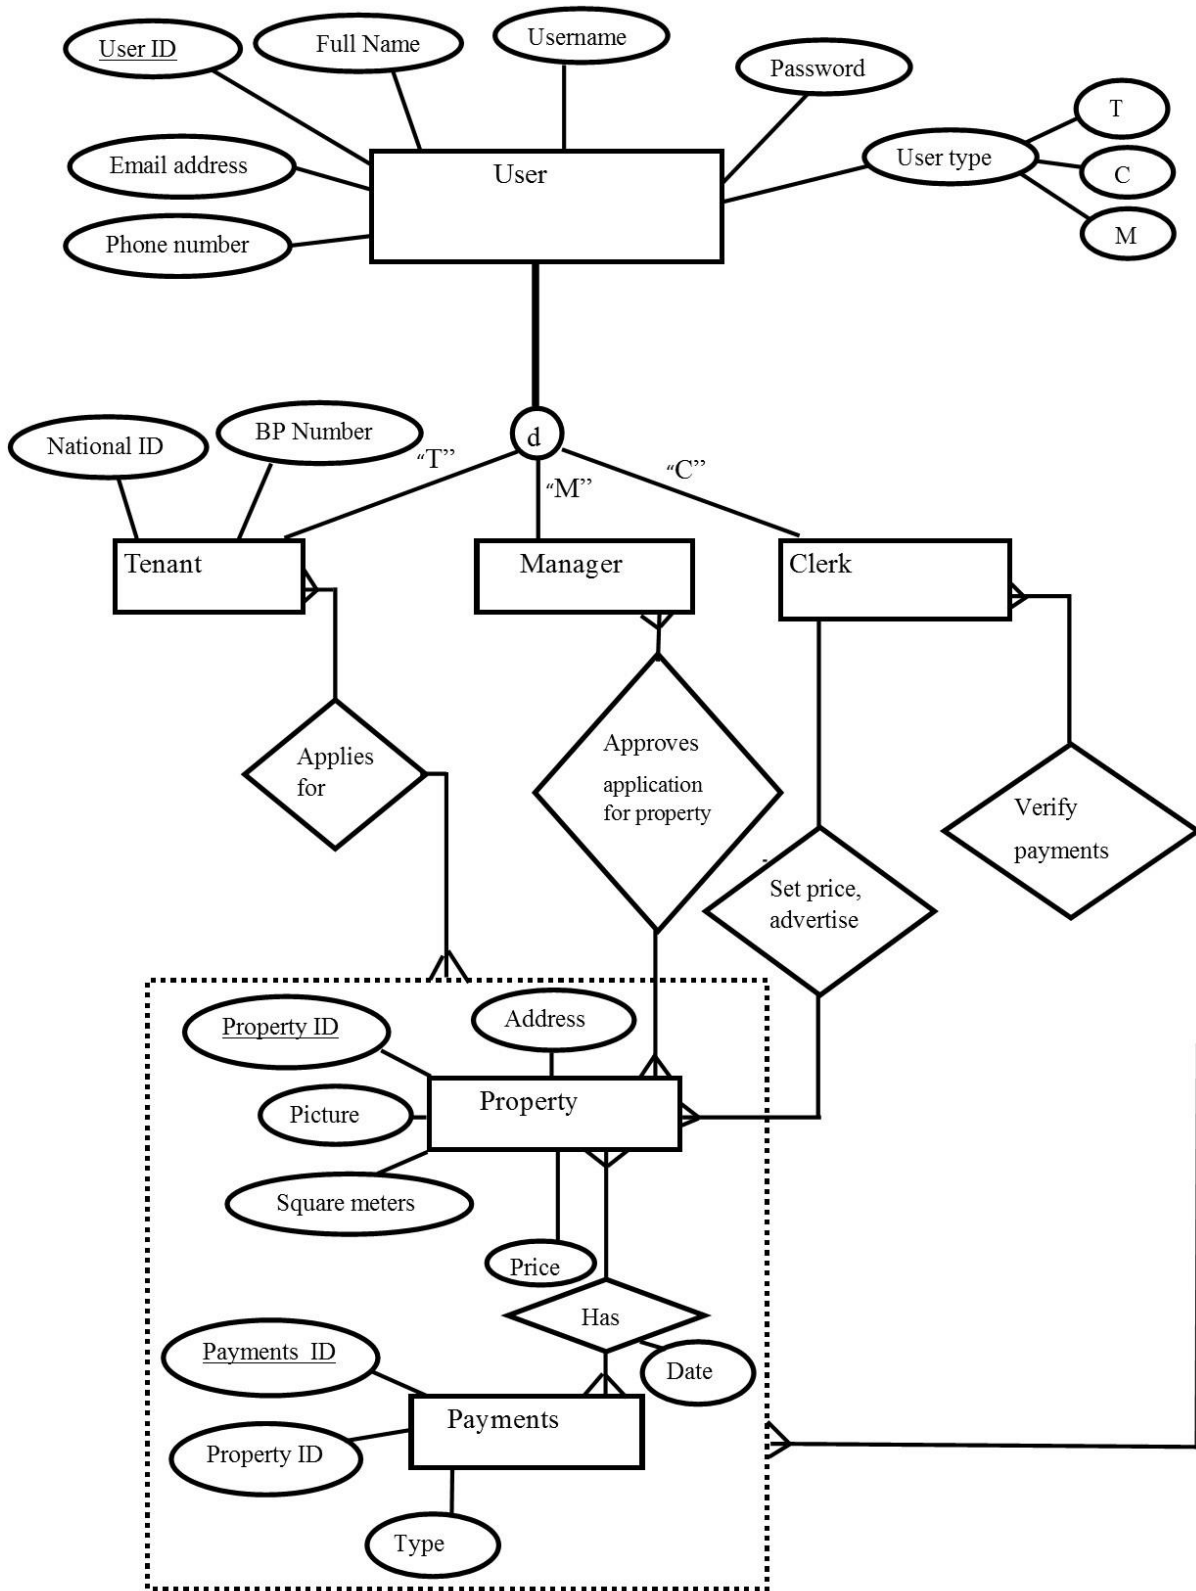 User ID
Full Name
Username
Password
T
Email address
User
User type
C
Phone number
M
National ID
BP Number
d
“T”
“M”
“C”
Tenant
Manager
Clerk
Applies
for
Approves
application
for property
Verify
payments
Set price,
advertise
Property ID
Address
Picture
Property
Square meters
Price
Has
Payments  ID
Date
Payments
Property ID
Type